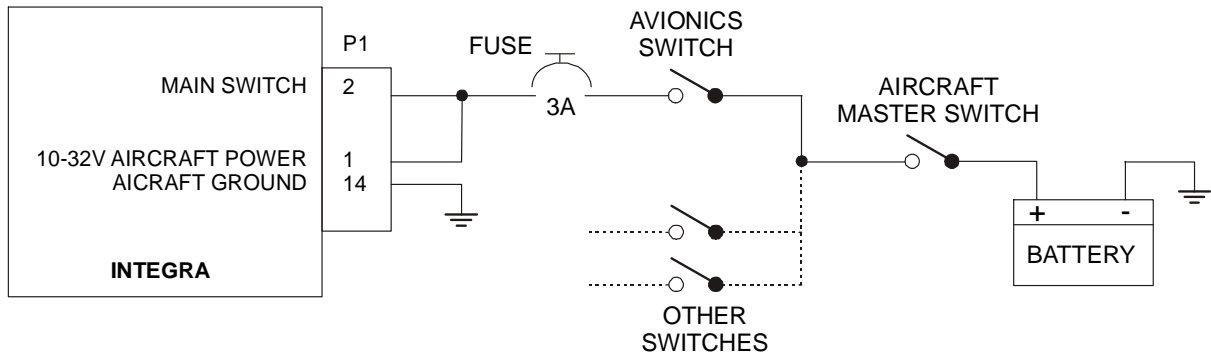 P1
MAIN SWITCH 2
10-32V AIRCRAFT POWER 1
AICRAFT GROUND 14
INTEGRA
FUSE
3A
AVIONICS
SWITCH
AIRCRAFT
MASTER SWITCH
+ -
BATTERY
OTHER
SWITCHES